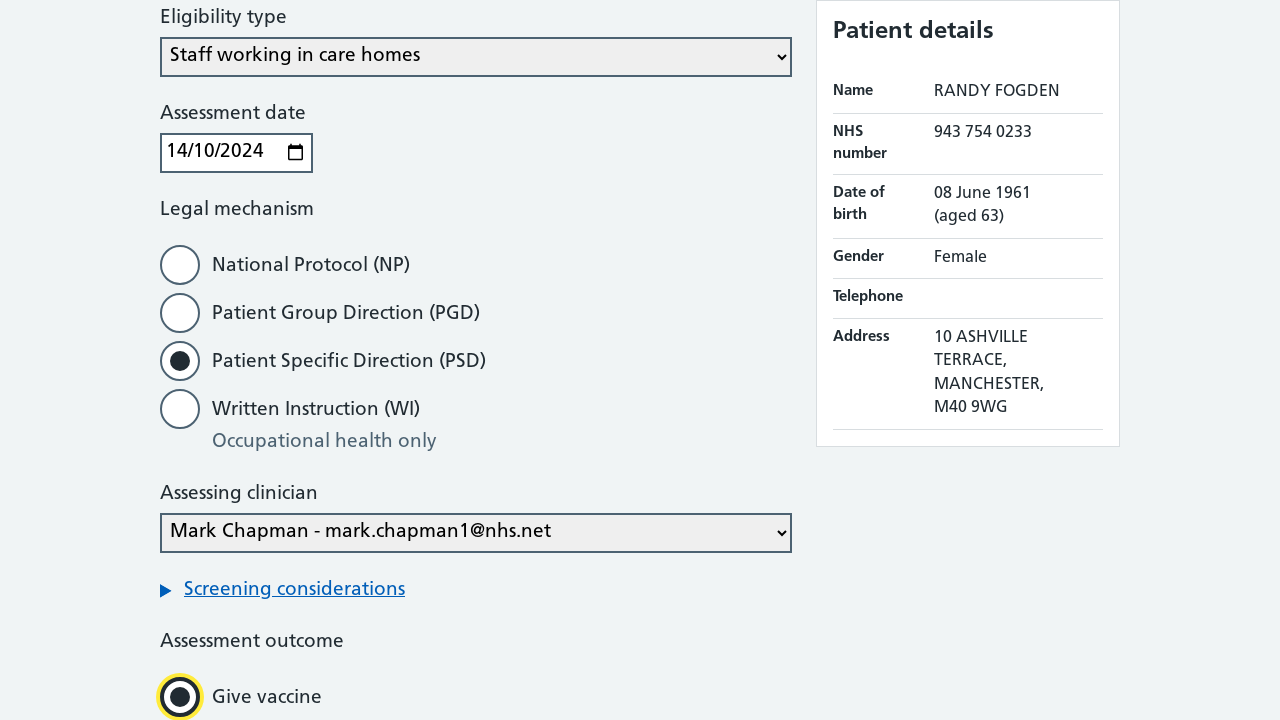 Eligibility type
Staff working in care homes
Assessment date
14/10/2024
Legal mechanism
National Protocol (NP)
Patient Group Direction (PGD)
Patient Specific Direction (PSD)
Written Instruction (WI)
Occupational health only
Assessing clinician
Mark Chapman - mark.chapman1@nhs.net
Screening considerations
Assessment outcome
Give vaccine
Patient details
Name RANDY FOGDEN
NHS number 943 754 0233
Date of birth 08 June 1961
(aged 63)
Gender Female
Telephone
Address 10 ASHVILLE
TERRACE,
MANCHESTER,
M40 9WG